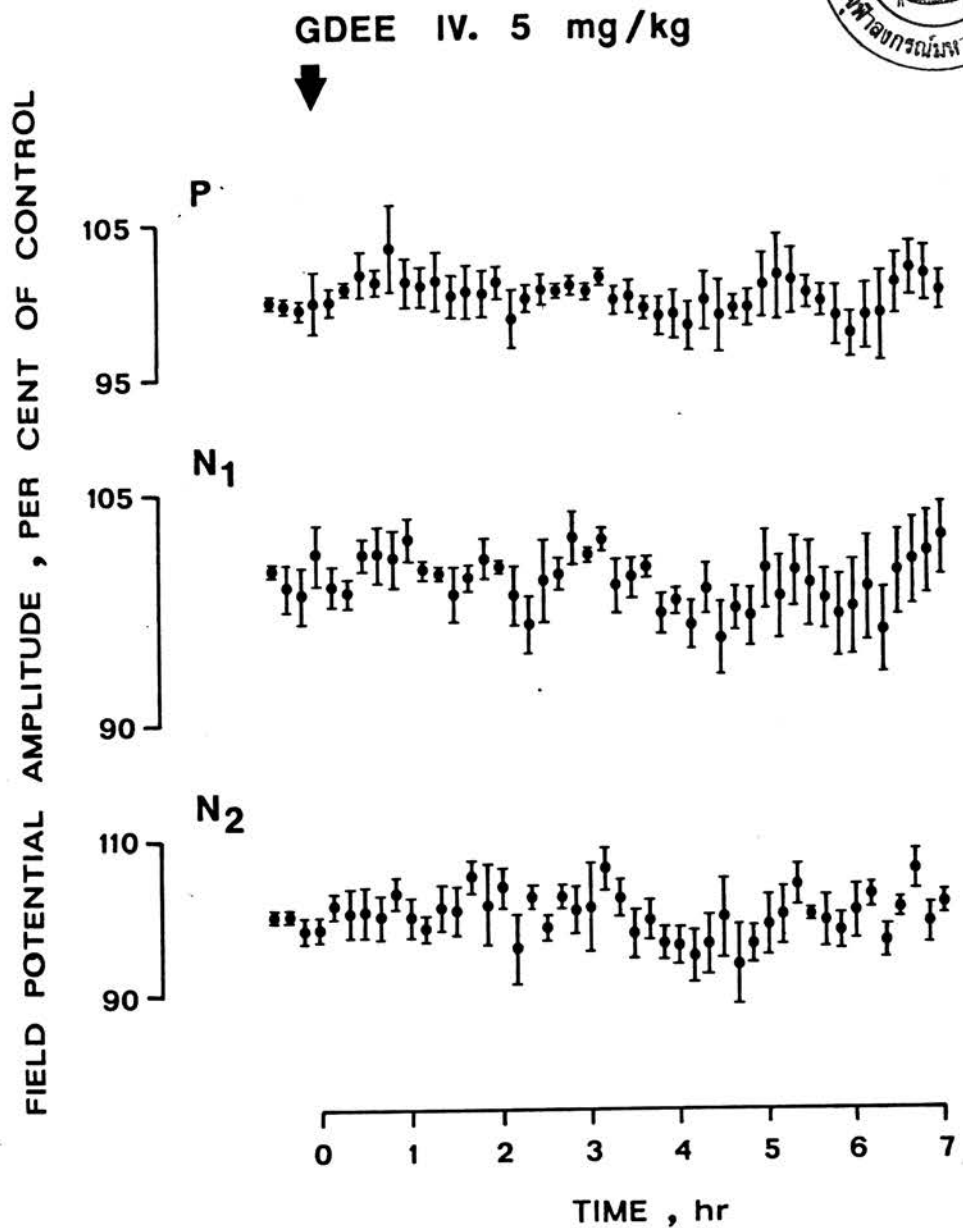 GDEE IV. 5 mg/kg
FIELD POTENTIAL AMPLITUDE , PER CENT OF CONTROL
P
105
95
N1
105
90
N2
110
90
0 1 2 3 4 5 6 7
TIME , hr